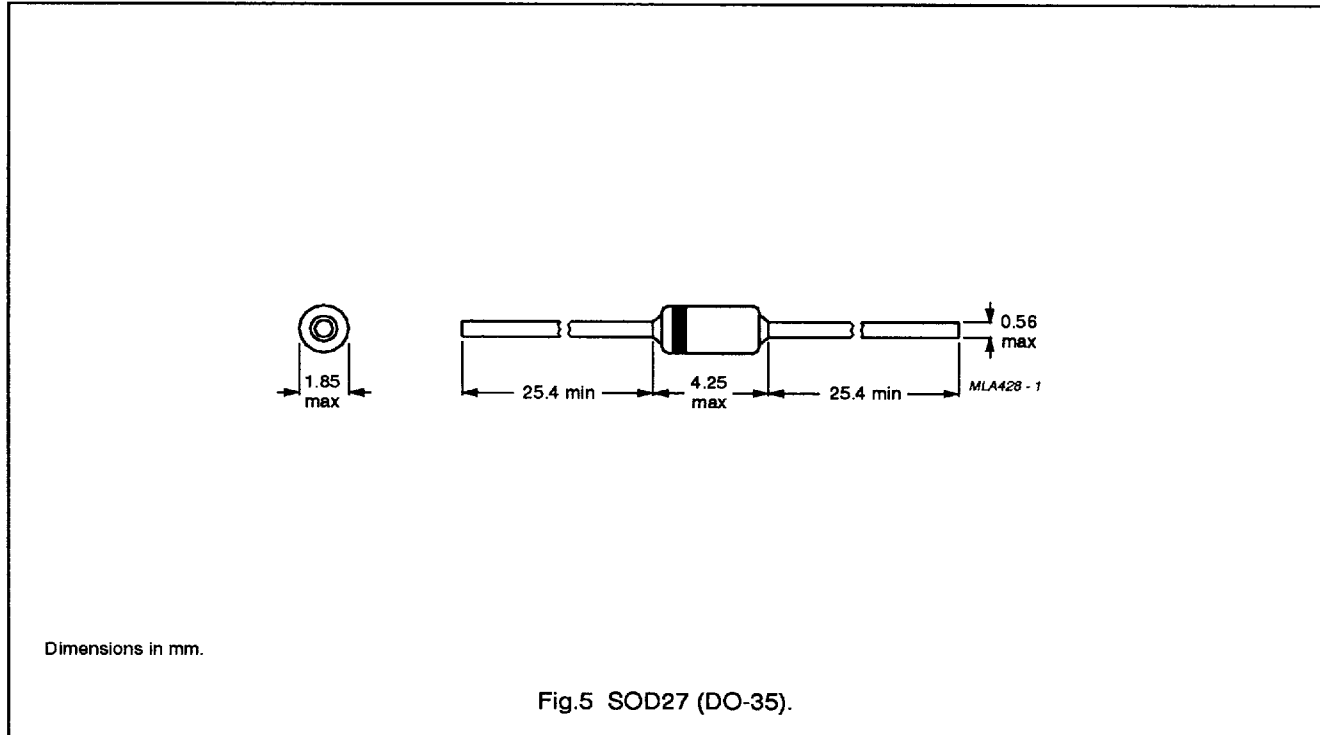 0.56
max
1.85
max
25.4 min
4.25
max
25.4 min
MLA428 - 1
Dimensions in mm.
Fig.5 SOD27 (DO-35).